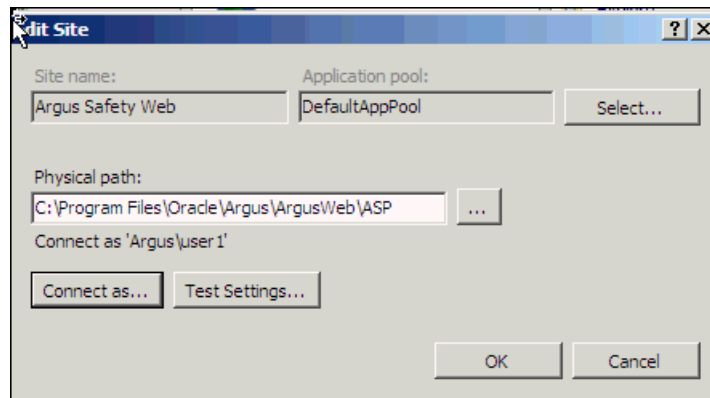 dit Site
? X
Site name: Application pool:
Argus Safety Web DefaultAppPool Select...
Physical path:
C:\Program Files\Oracle\Argus\ArgusWeb\ASP ...
Connect as 'Argus\user1'
Connect as... Test Settings...
OK Cancel